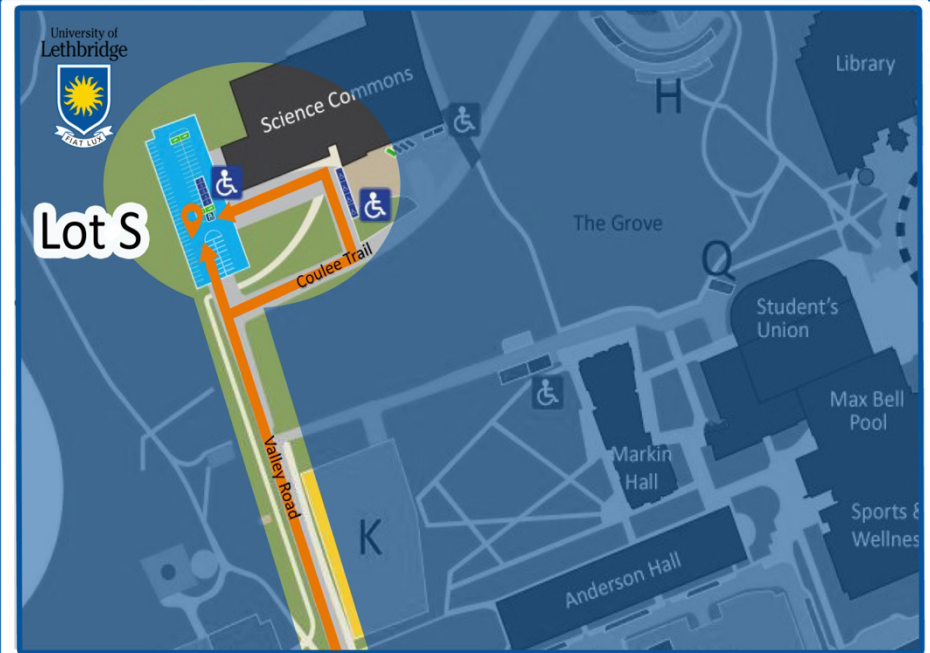 University of
Lethbridge
FIAT LUX
Science Commons
Library
H
Lot S
The Grove
Coulee Trail
Q
Student's
Union
Max Bell
Pool
Markin
Hall
Valley Road
K
Sports &
Wellnes
Anderson Hall